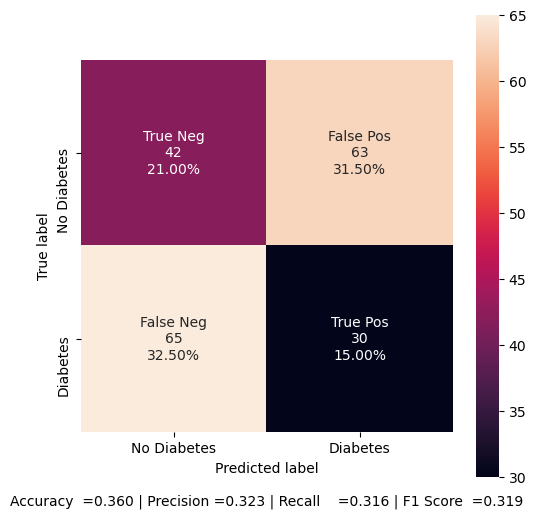 True Neg
42
21.00%
False Pos
63
31.50%
False Neg
65
32.50%
True Pos
30
15.00%
No Diabetes
Diabetes
True label
No Diabetes
Diabetes
Predicted label
65
60
55
50
45
40
35
30
Accuracy  =0.360 | Precision =0.323 | Recall    =0.316 | F1 Score  =0.319